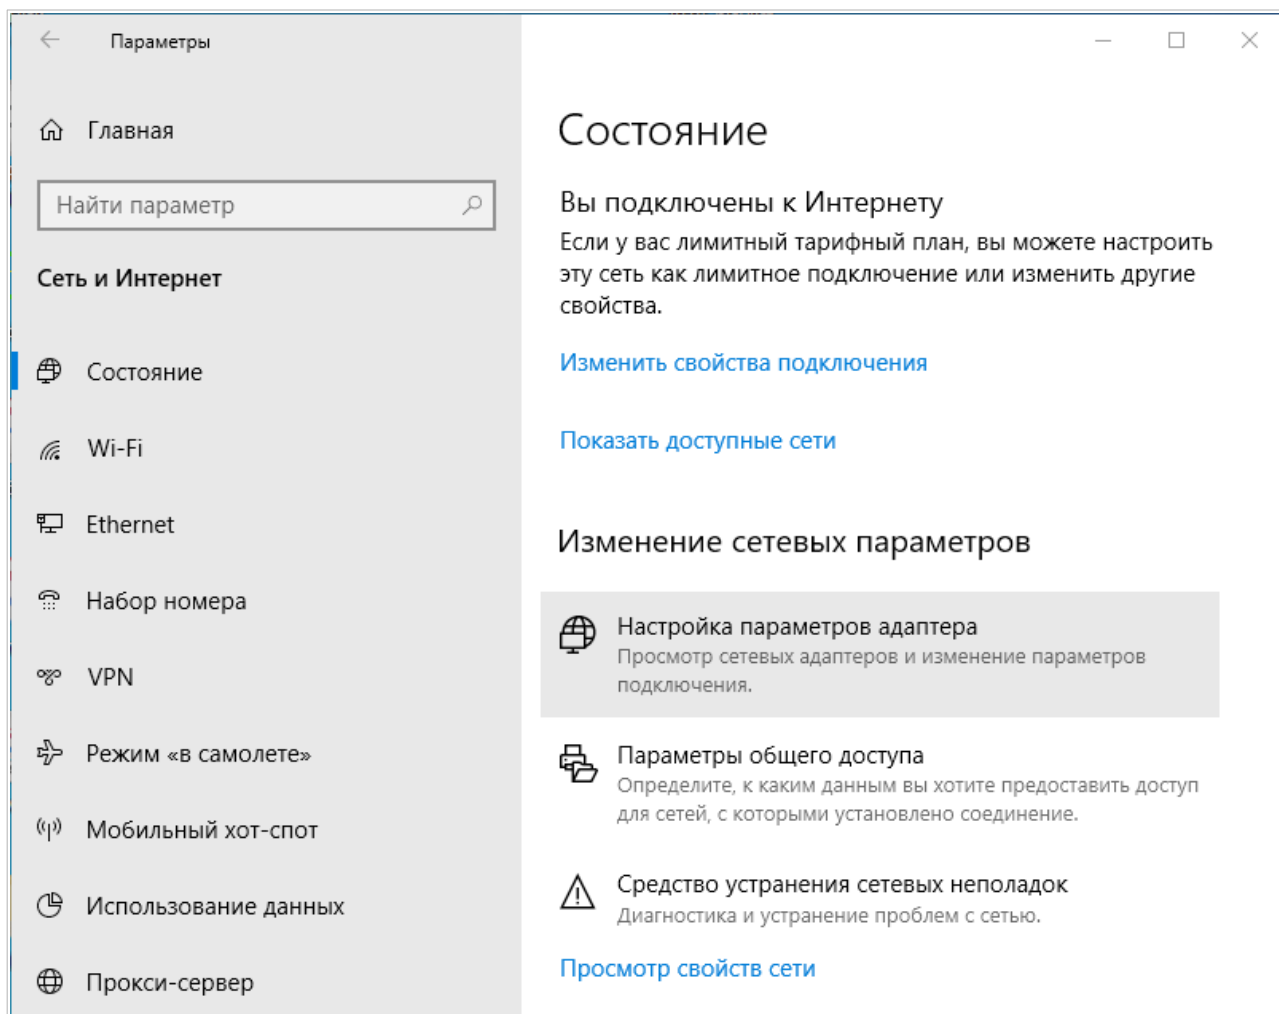 Параметры
Главная
Найти параметр
Сеть и Интернет
Состояние
Wi-Fi
Ethernet
Набор номера
VPN
Режим «в самолете»
Мобильный хот-спот
Использование данных
Прокси-сервер
Состояние
Вы подключены к Интернету
Если у вас лимитный тарифный план, вы можете настроить
эту сеть как лимитное подключение или изменить другие
свойства.
Изменить свойства подключения
Показать доступные сети
Изменение сетевых параметров
Настройка параметров адаптера
Просмотр сетевых адаптеров и изменение параметров
подключения.
Параметры общего доступа
Определите, к каким данным вы хотите предоставить доступ
для сетей, с которыми установлено соединение.
Средство устранения сетевых неполадок
Диагностика и устранение проблем с сетью.
Просмотр свойств сети